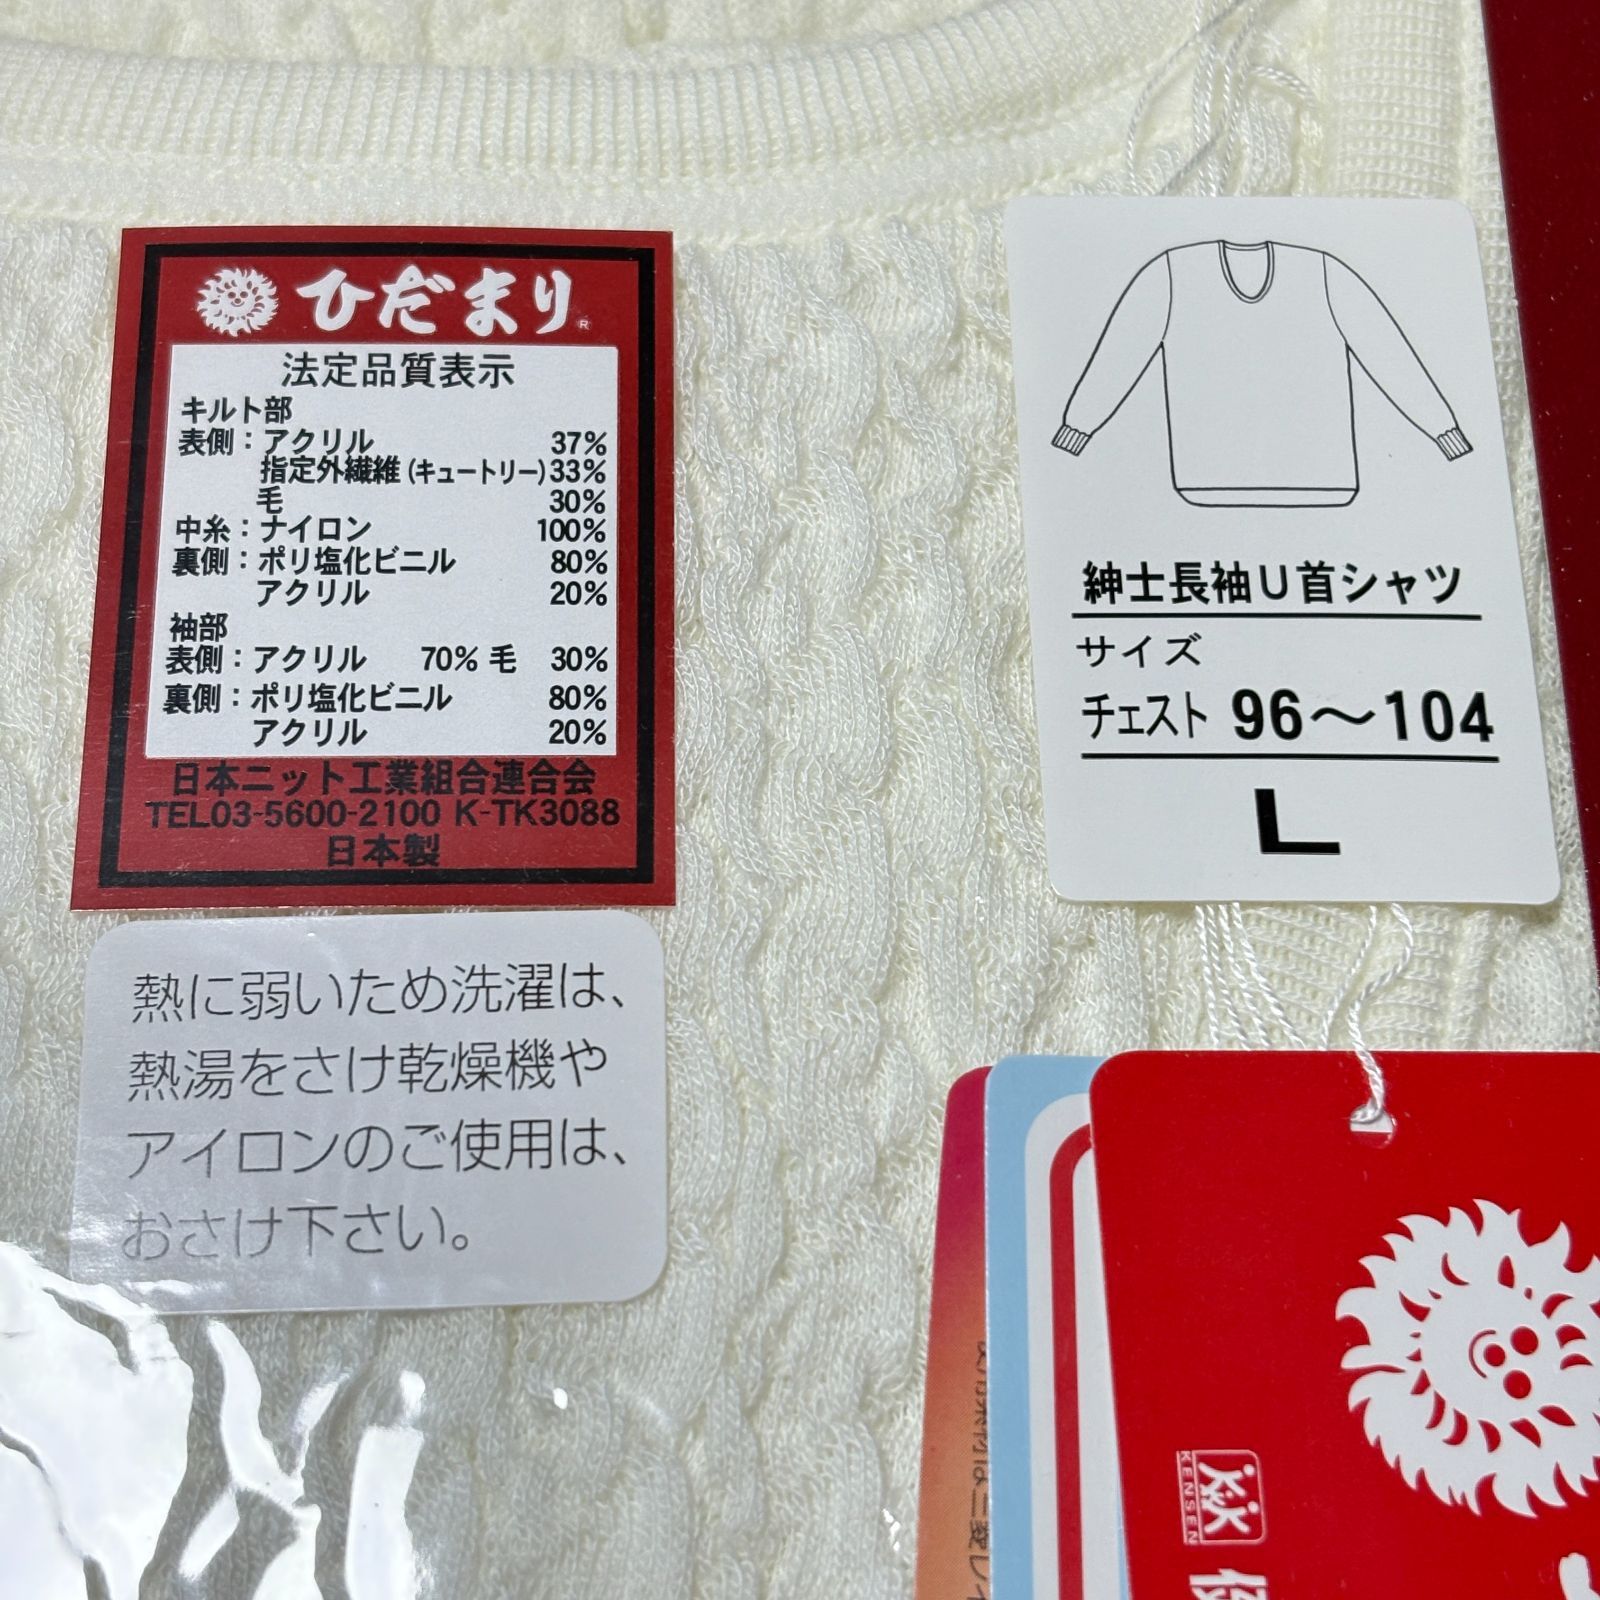 ひだまり®
法定品質表示
キルト部
表側：アクリル 37%
指定外繊維(キュートリー)33%
毛 30%
中糸：ナイロン 100%
裏側：ポリ塩化ビニル 80%
アクリル 20%
袖部
表側：アクリル 70% 毛 30%
裏側：ポリ塩化ビニル 80%
アクリル 20%
日本ニット工業組合連合会
TEL03-5600-2100 K-TK3088
日本製
熱に弱いため洗濯は、
熱湯をさけ乾燥機や
アイロンのご使用は、
おさけ下さい。
紳士長袖U首シャツ
サイズ
チェスト 96～104
L
KENSEN